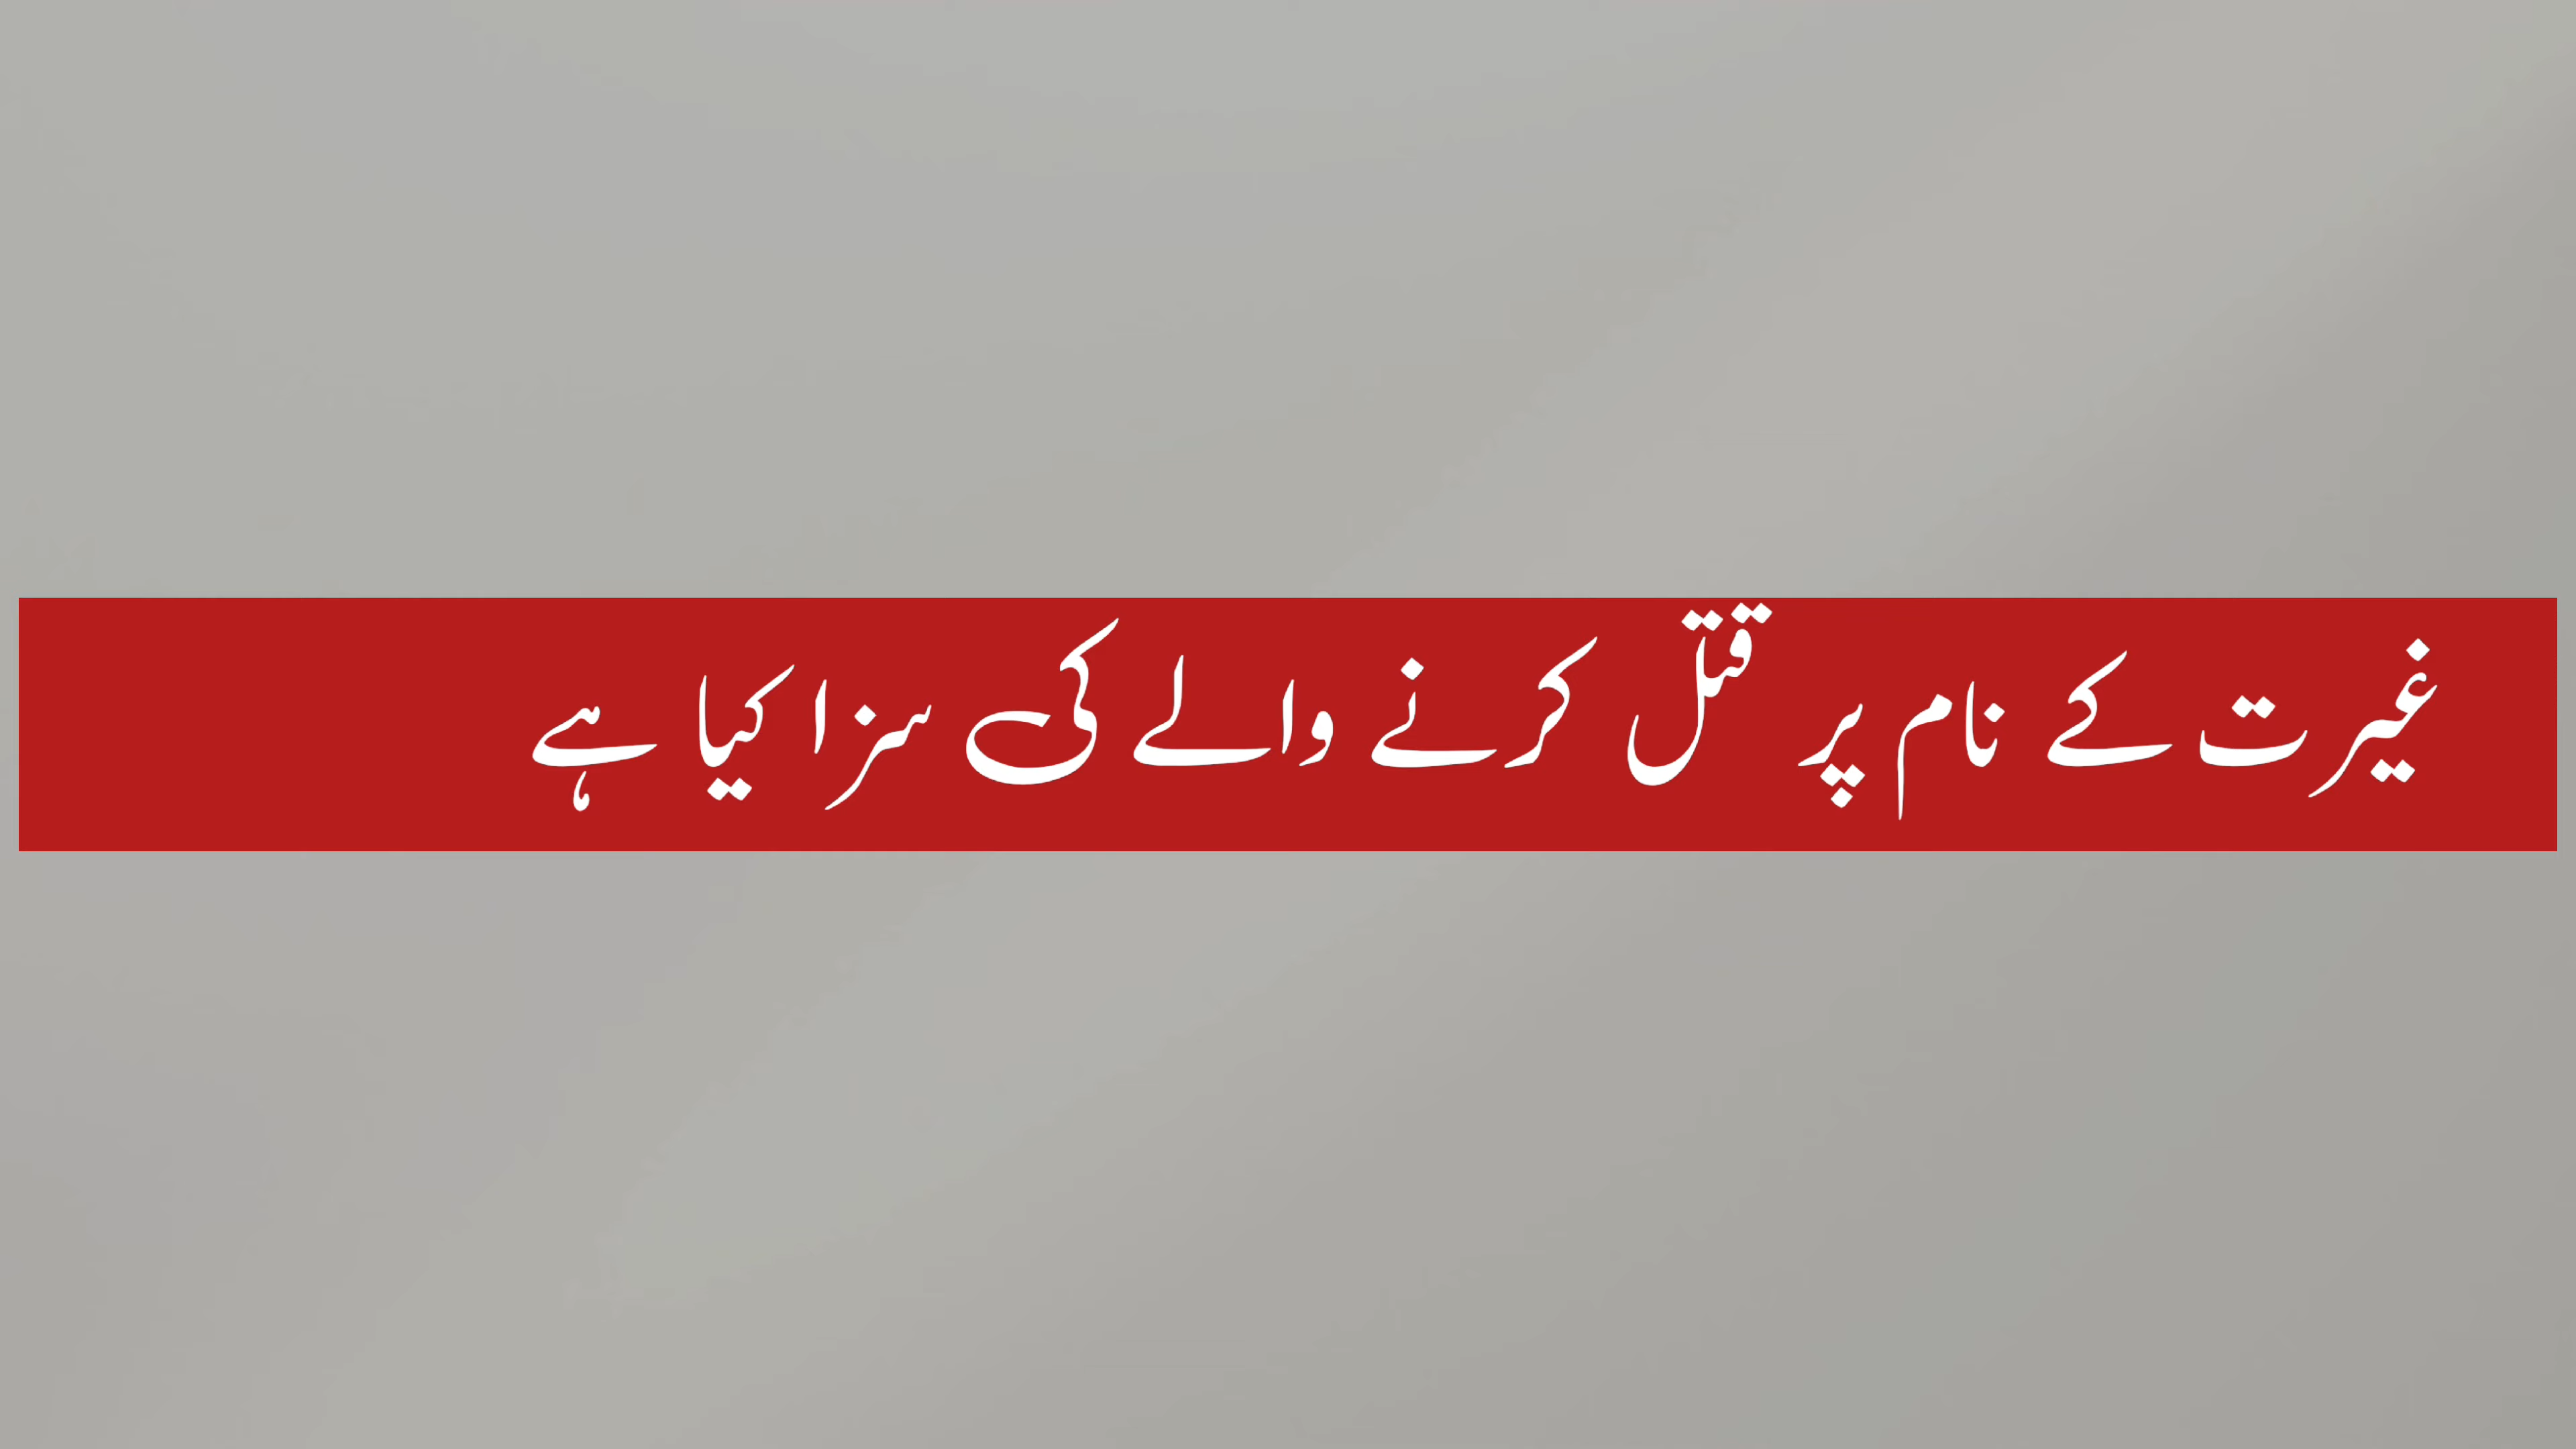 غیرت کے نام پر قتل کرنے والے کی سزا کیا ہے